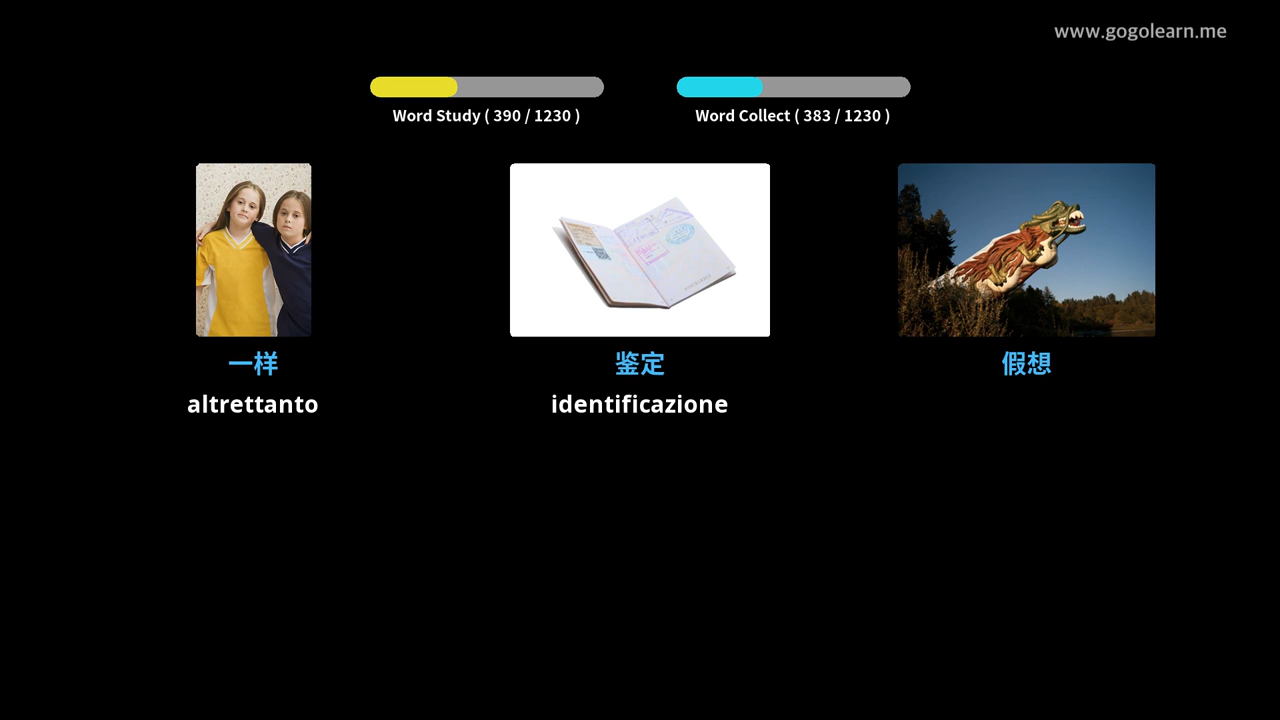 www.gogolearn.me
Word Study ( 390 / 1230 )
Word Collect ( 383 / 1230 )
一样
鉴定
假想
altrettanto
identificazione